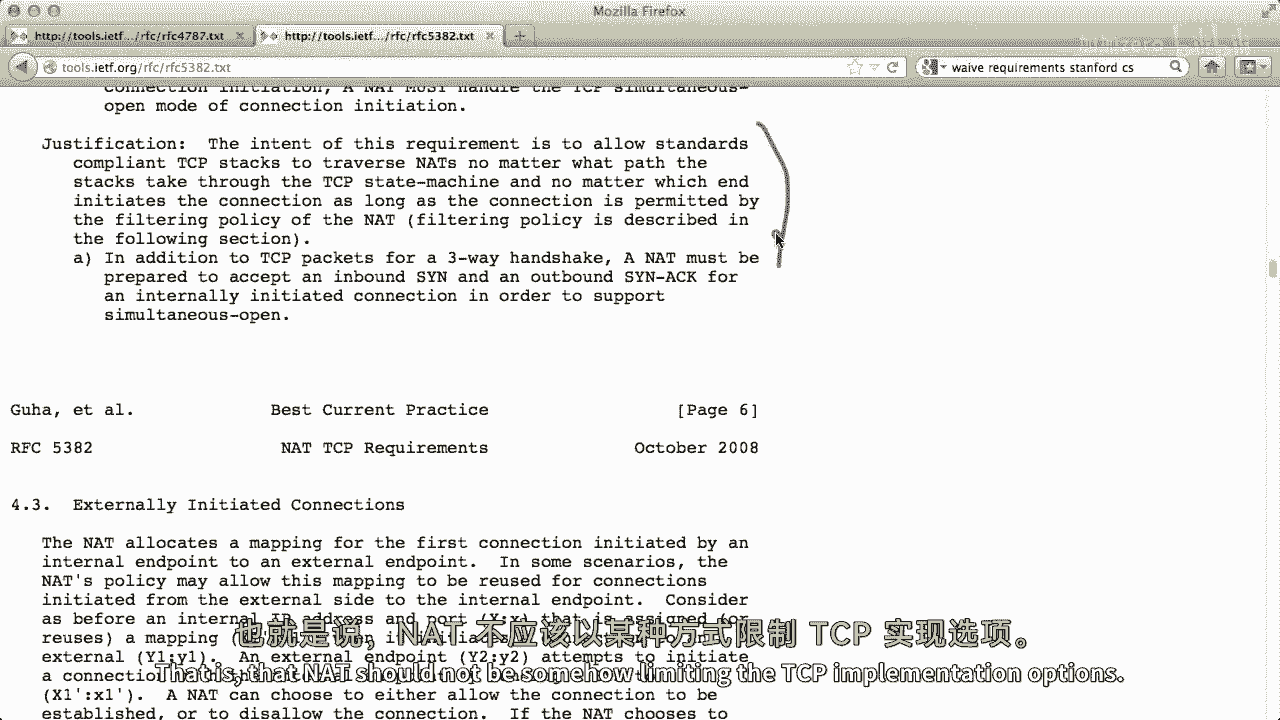 Mozilla Firefox
http://tools.ietf.../rfc/rfc4787.txt
http://tools.ietf.../rfc/rfc5382.txt
tools.ietf.org/rfc/rfc5382.txt
waive requirements stanford cs
connection initiation, A NAT MUST handle the TCP simultaneous-
open mode of connection initiation.
Justification: The intent of this requirement is to allow standards
compliant TCP stacks to traverse NATs no matter what path the
stacks take through the TCP state-machine and no matter which end
initiates the connection as long as the connection is permitted by
the filtering policy of the NAT (filtering policy is described in
the following section).
a) In addition to TCP packets for a 3-way handshake, A NAT must be
prepared to accept an inbound SYN and an outbound SYN-ACK for
an internally initiated connection in order to support
simultaneous-open.
Guha, et al. Best Current Practice [Page 6]
RFC 5382 NAT TCP Requirements October 2008
4.3. Externally Initiated Connections
The NAT allocates a mapping for the first connection initiated by an
internal endpoint to an external endpoint. In some scenarios, the
NAT's policy may allow this mapping to be reused for connections
initiated from the external side to the internal endpoint. Consider
as before an internal IP address and port (X:x) that is assigned (or
reuses) a mapping
也就是说，NAT 不应该以某种方式限制 TCP 实现选项。
external (Y1:y1). An external endpoint (Y2:y2) attempts to initiate
a connection
That is, that NAT should not be somehow limiting the TCP implementation options.
(X1':x1'). A NAT can choose to either allow the connection to be
established, or to disallow the connection. If the NAT chooses to